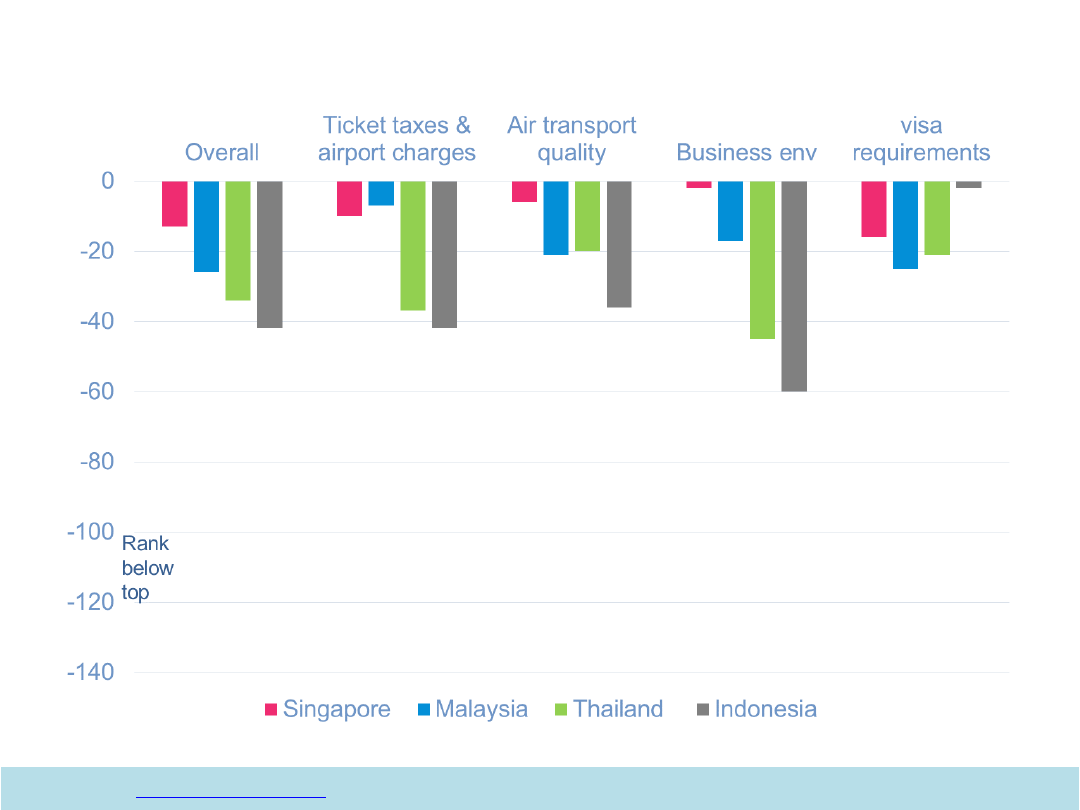 Overall
Ticket taxes &
airport charges
Air transport
quality
Business env
visa
requirements
0
-20
-40
-60
-80
-100
Rank
below
top
-120
-140
Singapore
Malaysia
Thailand
Indonesia